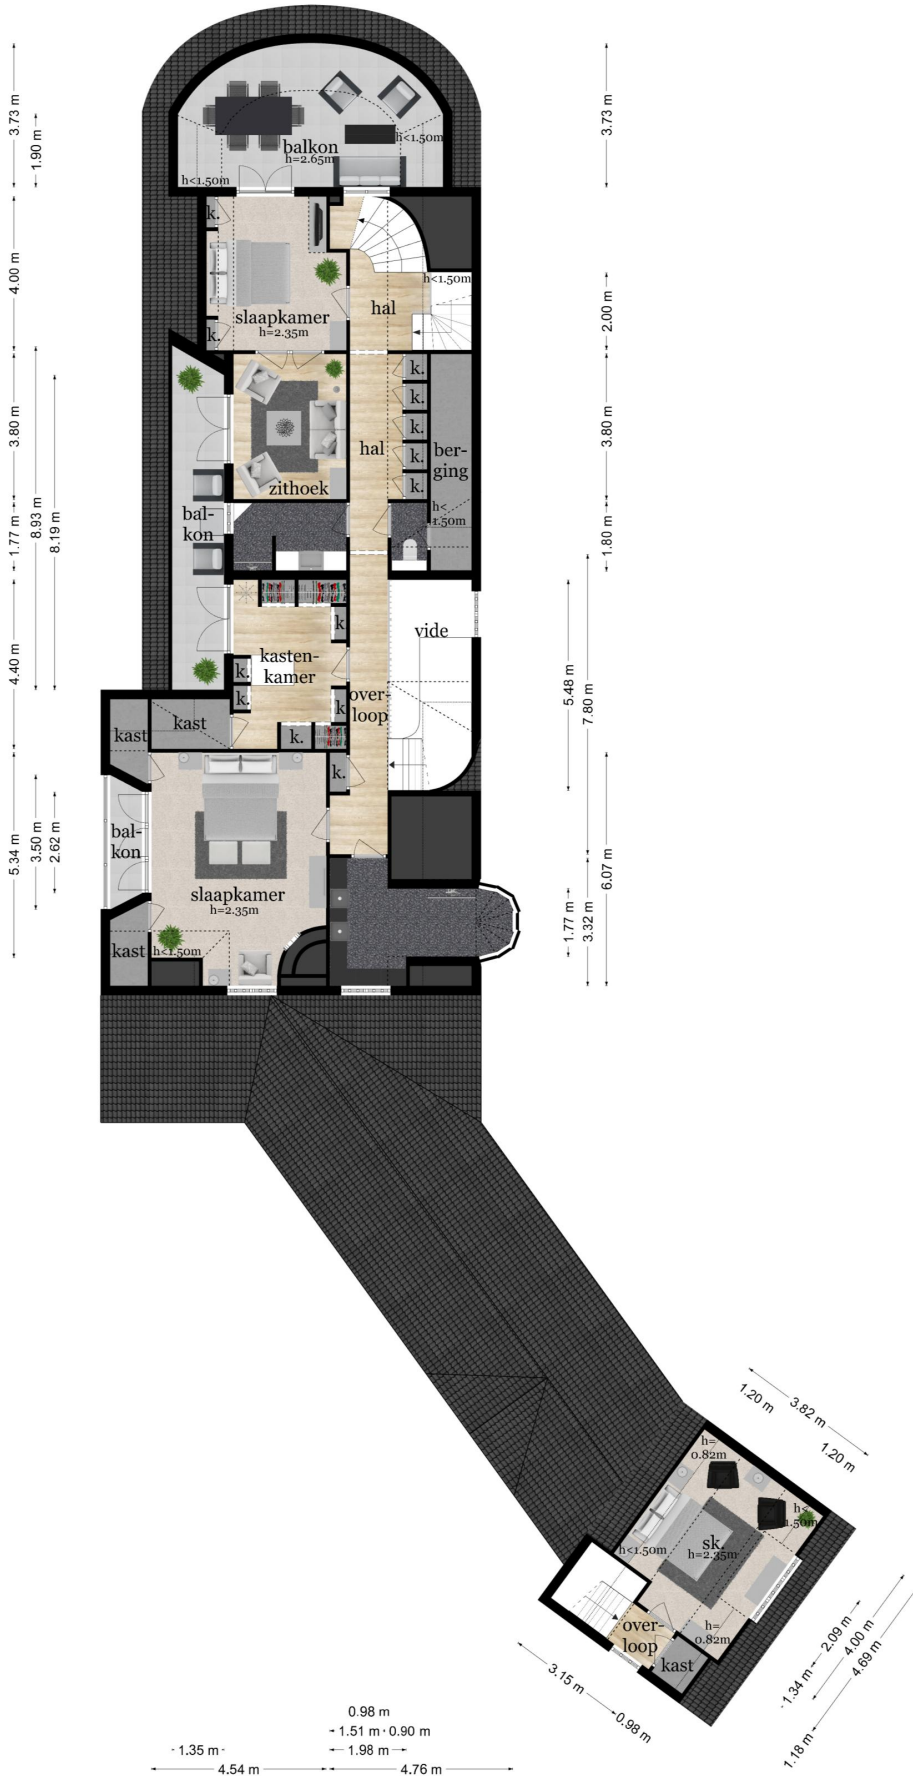 3.73 m
1.90 m
4.00 m
3.80 m
8.93 m
8.19 m
1.77 m
4.40 m
5.34 m
3.50 m
2.62 m
3.73 m
2.00 m
3.80 m
1.80 m
5.48 m
7.80 m
6.07 m
1.77 m
3.32 m
balkon
h=2.65m
h<1.50m
h<1.50m
k.
slaapkamer
h=2.35m
k.
hal
h<1.50m
zithoek
hal
k.
k.
k.
k.
k.
ber-
ging
h<
1.50m
bal-
kon
kasten-
kamer
k.
k.
k.
k.
k.
k.
over-
loop
vide
kast
kast
bal-
kon
slaapkamer
h=2.35m
kast
h<1.50m
3.82 m
1.20 m
1.20 m
h=
0.82m
h<
1.50m
sk.
h=2.35m
h<1.50m
h=
0.82m
over-
loop
kast
3.15 m
0.98 m
2.09 m
4.00 m
4.69 m
1.34 m
1.18 m
0.98 m
1.51 m
0.90 m
1.35
1.98 m
4.54 m
4.76 m